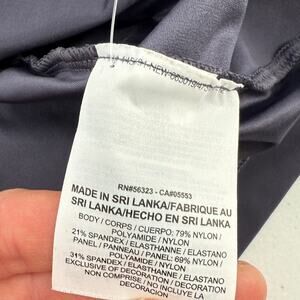 RN#56323 - CA#05553
MADE IN SRI LANKA/FABRIQUE AU
SRI LANKA/HECHO EN SRI LANKA
BODY / CORPS / CUERPO: 79% NYLON /
POLYAMIDE / NYLON
21% SPANDEX / ELASTHANNE / ELASTANO
PANEL / PANNEAU / PANEL: 69% NYLON /
POLYAMIDE / NYLON
31% SPANDEX / ELASTHANNE / ELASTANO
EXCLUSIVE OF DECORATION / DECORATION
NON COMPRISE / NO INCLUYE LA
DECORACION